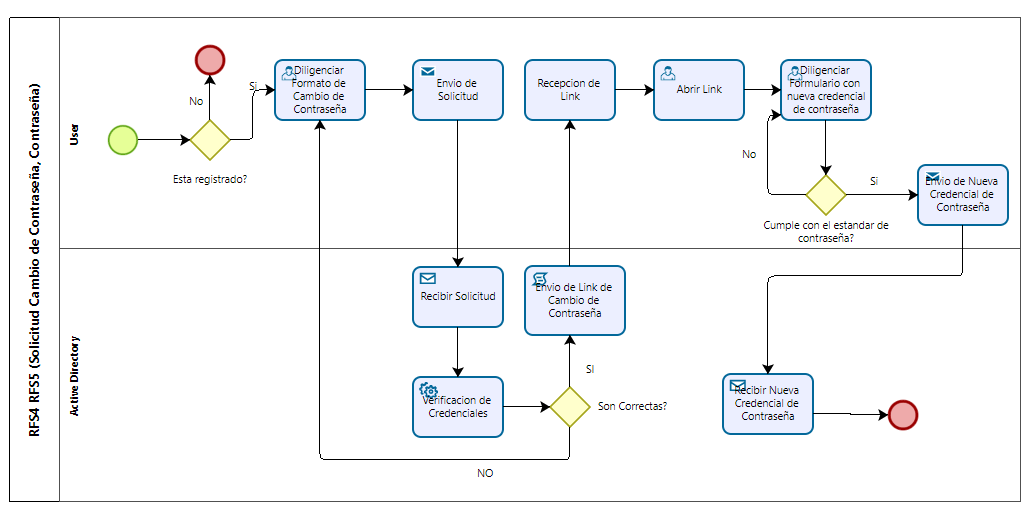 RFS4 RFS5 (Solicitud Cambio de Contraseña, Contraseña)
User
Active Directory
Esta registrado?
No
Si
Diligenciar
Formato de
Cambio de
Contraseña
Envio de
Solicitud
Recepcion de
Link
Abrir Link
Diligenciar
Formulario con
nueva credencial
de contraseña
No
Si
Cumple con el estandar de
contraseña?
Envio de Nueva
Credencial de
Contraseña
Recibir Solicitud
Verificacion de
Credenciales
Envio de Link de
Cambio de
Contraseña
SI
Son Correctas?
NO
Recibir Nueva
Credencial de
Contraseña